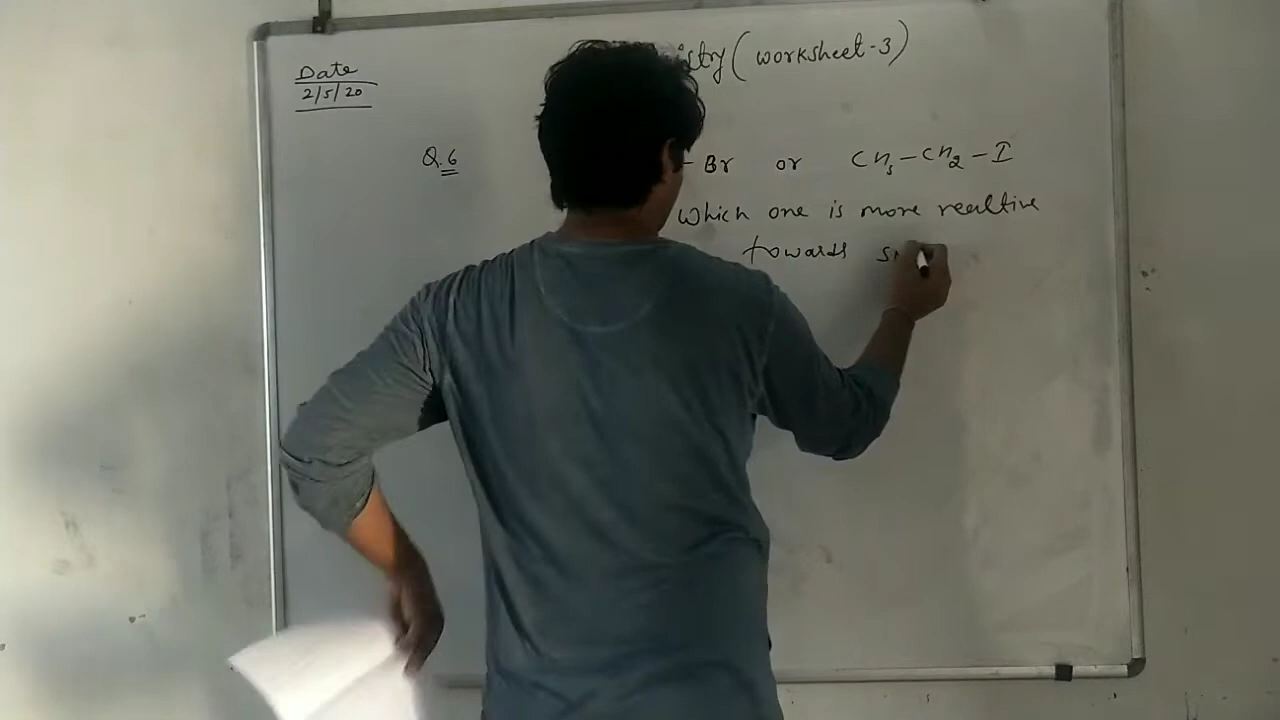 istry (worksheet-3)
Date
2/5/20
Q.6 -Br or CH3-CH2-I
which one is more reactive
towards